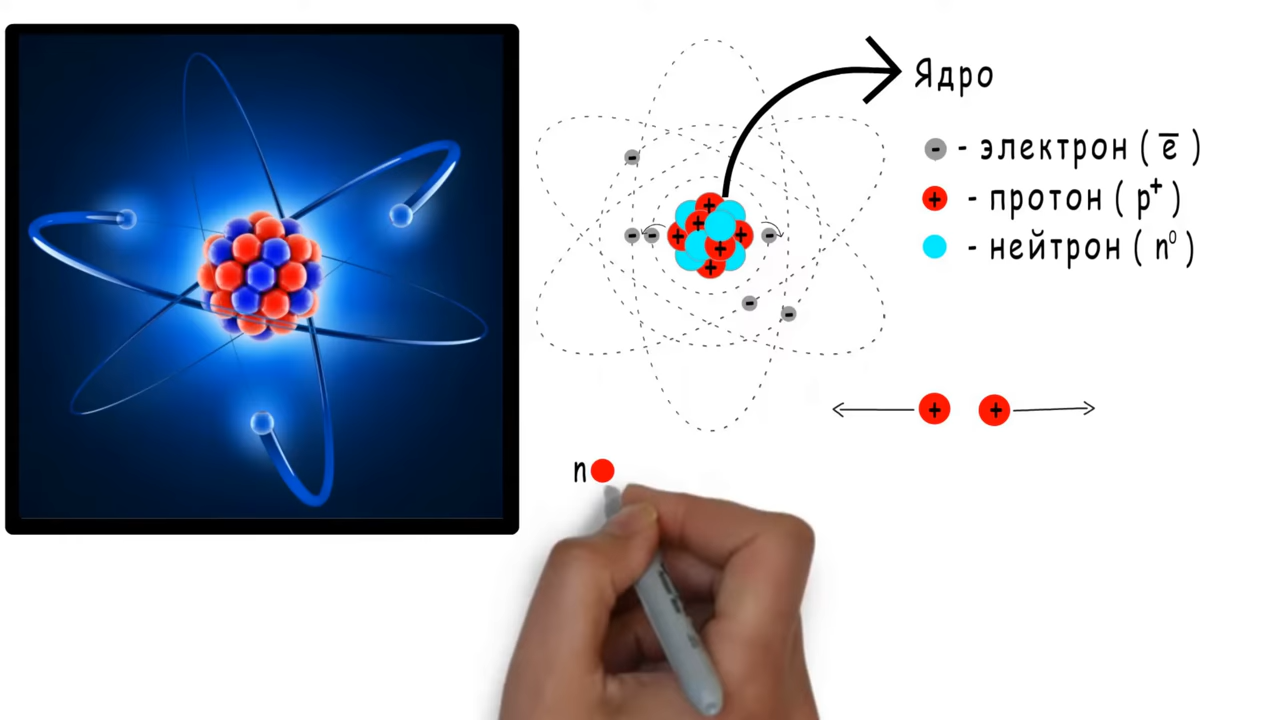 Ядро
- - электрон ( e̅ )
+ - протон ( p⁺ )
- нейтрон ( n⁰ )
+ +
n